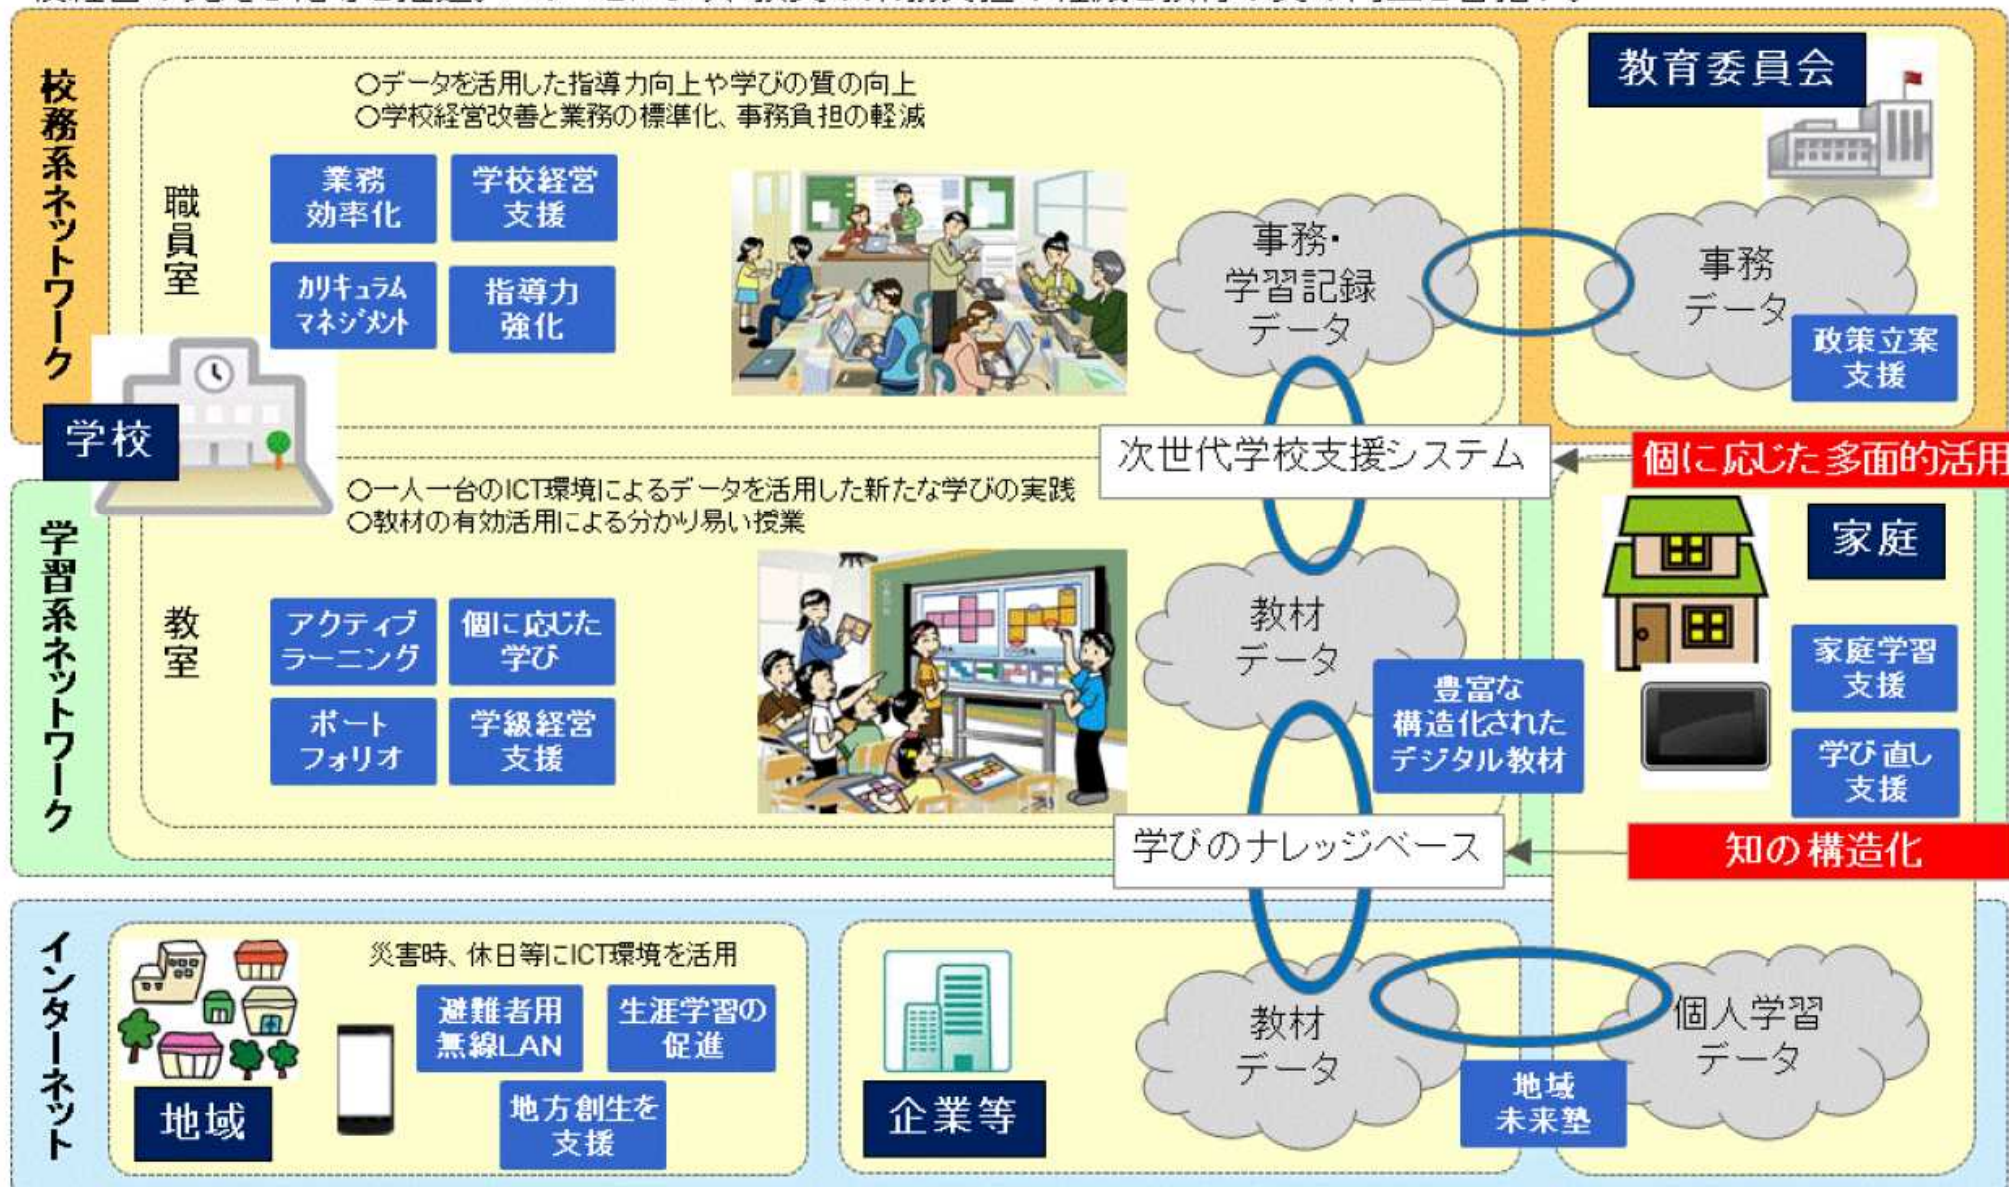 校務系ネットワーク
職員室
○データを活用した指導力向上や学びの質の向上
○学校経営改善と業務の標準化、事務負担の軽減
業務
効率化
学校経営
支援
カリキュラム
マネジメント
指導力
強化
事務・
学習記録
データ
教育委員会
事務
データ
政策立案
支援
学校
次世代学校支援システム
個に応じた多面的活用
学習系ネットワーク
教室
○一人一台のICT環境によるデータを活用した新たな学びの実践
○教材の有効活用による分かり易い授業
アクティブ
ラーニング
個に応じた
学び
ポート
フォリオ
学級経営
支援
教材
データ
豊富な
構造化された
デジタル教材
家庭
家庭学習
支援
学び直し
支援
学びのナレッジベース
知の構造化
インターネット
災害時、休日等にICT環境を活用
避難者用
無線LAN
生涯学習の
促進
地方創生を
支援
地域
企業等
教材
データ
地域
未来塾
個人学習
データ